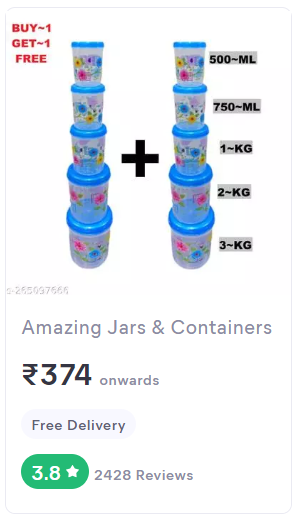 BUY~1
GET~1
FREE
500~ML
750~ML
1~KG
2~KG
3~KG
s-265097666
Amazing Jars & Containers
₹374 onwards
Free Delivery
3.8 ★ 2428 Reviews